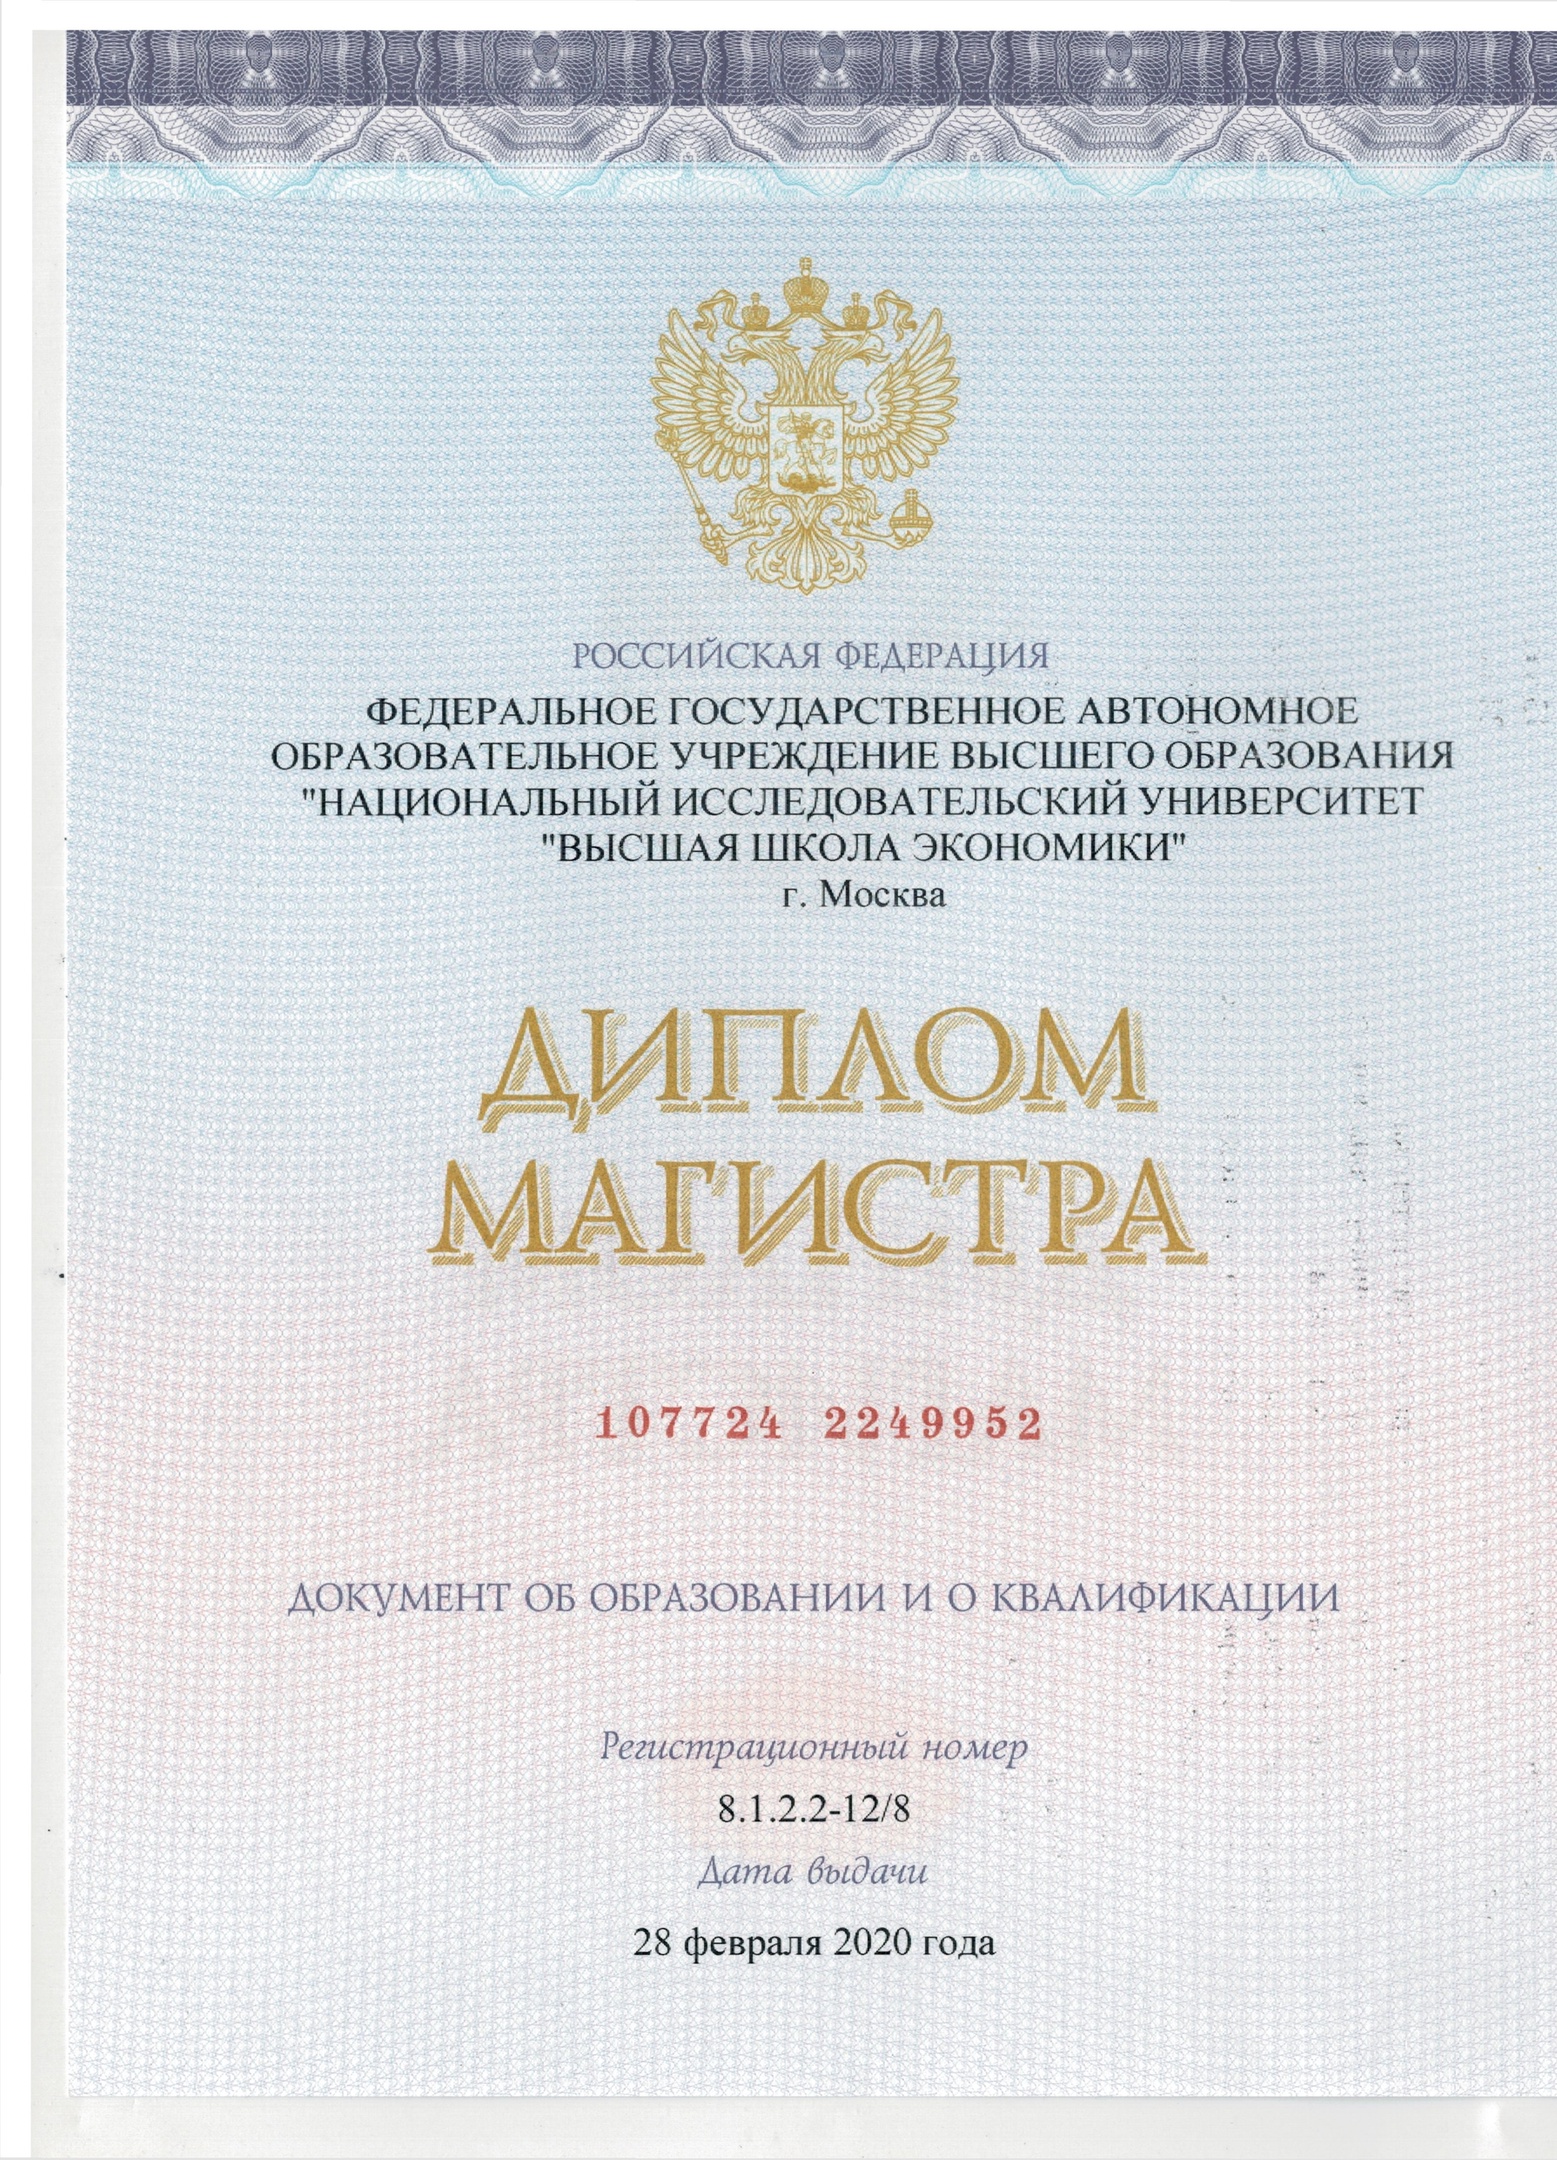 РОССИЙСКАЯ ФЕДЕРАЦИЯ
ФЕДЕРАЛЬНОЕ ГОСУДАРСТВЕННОЕ АВТОНОМНОЕ
ОБРАЗОВАТЕЛЬНОЕ УЧРЕЖДЕНИЕ ВЫСШЕГО ОБРАЗОВАНИЯ
"НАЦИОНАЛЬНЫЙ ИССЛЕДОВАТЕЛЬСКИЙ УНИВЕРСИТЕТ
"ВЫСШАЯ ШКОЛА ЭКОНОМИКИ"
г. Москва
ДИПЛОМ
МАГИСТРА
107724 2249952
ДОКУМЕНТ ОБ ОБРАЗОВАНИИ И О КВАЛИФИКАЦИИ
Регистрационный номер
8.1.2.2-12/8
Дата выдачи
28 февраля 2020 года